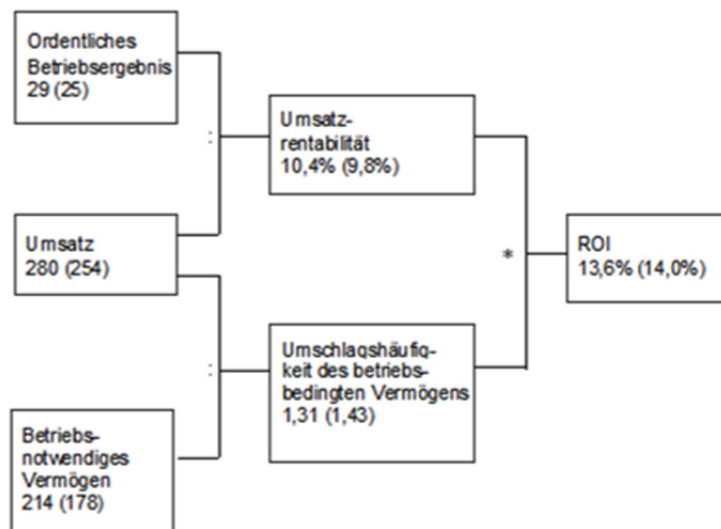 Ordentliches
Betriebsergebnis
29 (25)
:
Umsatz-
rentabilität
10,4% (9,8%)
Umsatz
280 (254)
*
ROI
13,6% (14,0%)
:
Umschlagshäufig-
keit des betriebs-
bedingten Vermögens
1,31 (1,43)
Betriebs-
notwendiges
Vermögen
214 (178)